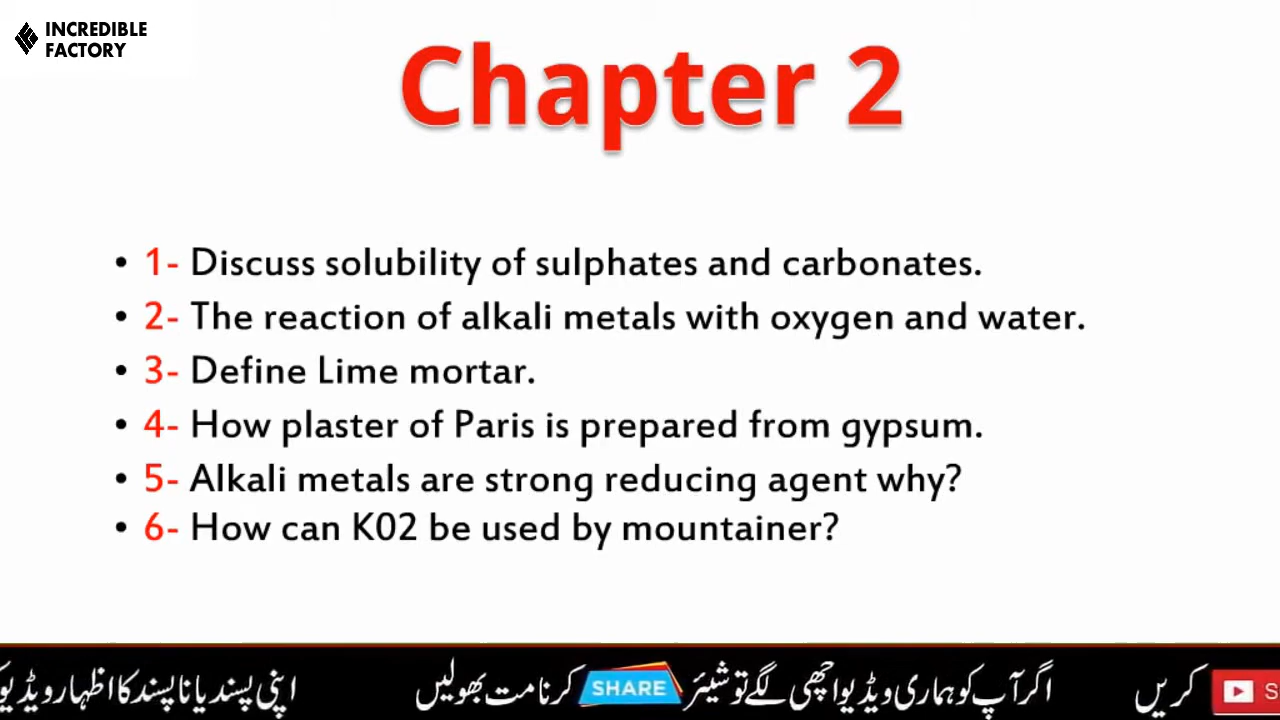 INCREDIBLE
FACTORY
Chapter 2
• 1- Discuss solubility of sulphates and carbonates.
• 2- The reaction of alkali metals with oxygen and water.
• 3- Define Lime mortar.
• 4- How plaster of Paris is prepared from gypsum.
• 5- Alkali metals are strong reducing agent why?
• 6- How can K02 be used by mountainer?
کریں اگر آپ کو ہماری ویڈیو اچھی لگے تو شیئر SHARE کرنا مت بھولیں اپنی پسند یا نا پسند کا اظہار ویڈیو